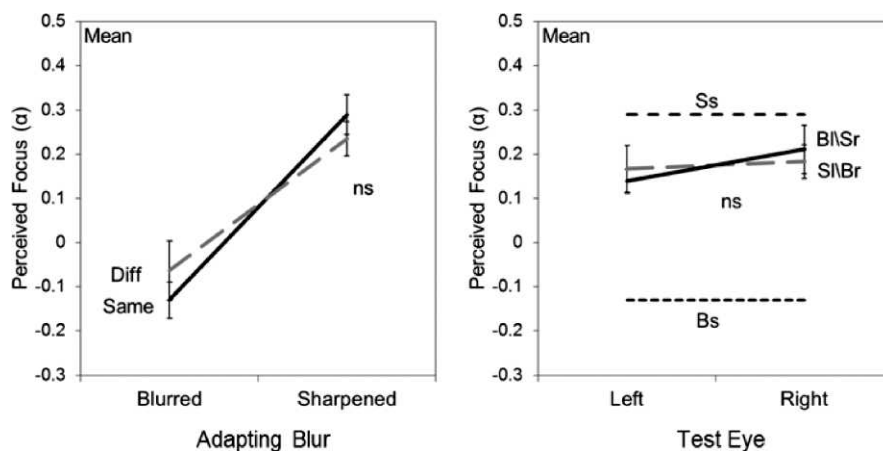 Mean
Perceived Focus (α)
0.5
0.4
0.3
0.2
0.1
0
-0.1
-0.2
-0.3
ns
Diff
Same
Blurred
Sharpened
Adapting Blur
Mean
Perceived Focus (α)
0.5
0.4
0.3
0.2
0.1
0
-0.1
-0.2
-0.3
Ss
Bl\Sr
Sl\Br
ns
Bs
Left
Right
Test Eye